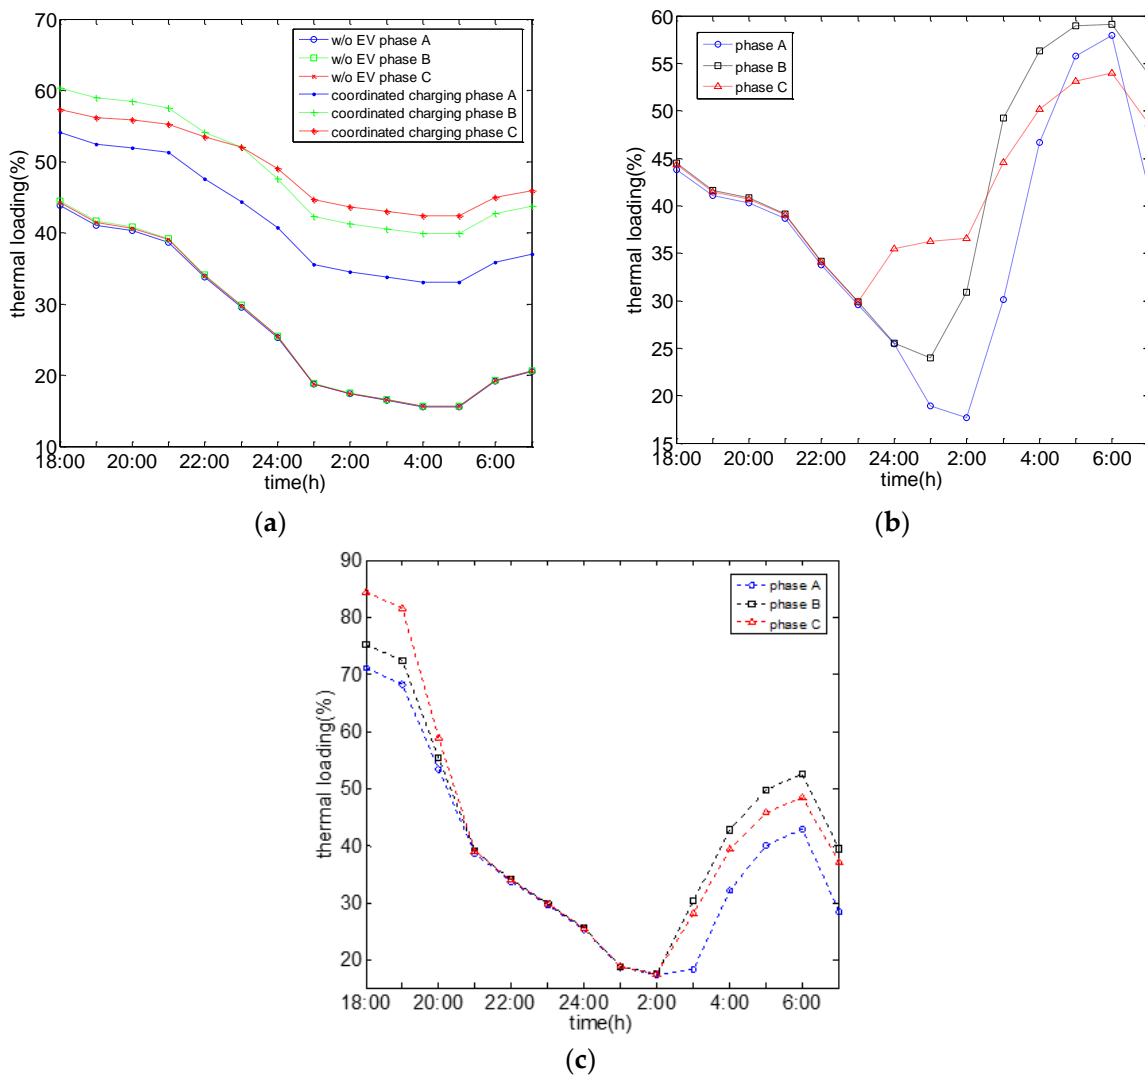 70
60
50
40
30
20
10
thermal loading(%)
w/o EV phase A
w/o EV phase B
w/o EV phase C
coordinated charging phase A
coordinated charging phase B
coordinated charging phase C
18:00 20:00 22:00 24:00 2:00 4:00 6:00
time(h)
(a)
60
55
50
45
40
35
30
25
20
15
thermal loading(%)
phase A
phase B
phase C
18:00 20:00 22:00 24:00 2:00 4:00 6:00
time(h)
(b)
90
80
70
60
50
40
30
20
thermal loading(%)
phase A
phase B
phase C
18:00 20:00 22:00 24:00 2:00 4:00 6:00
time(h)
(c)